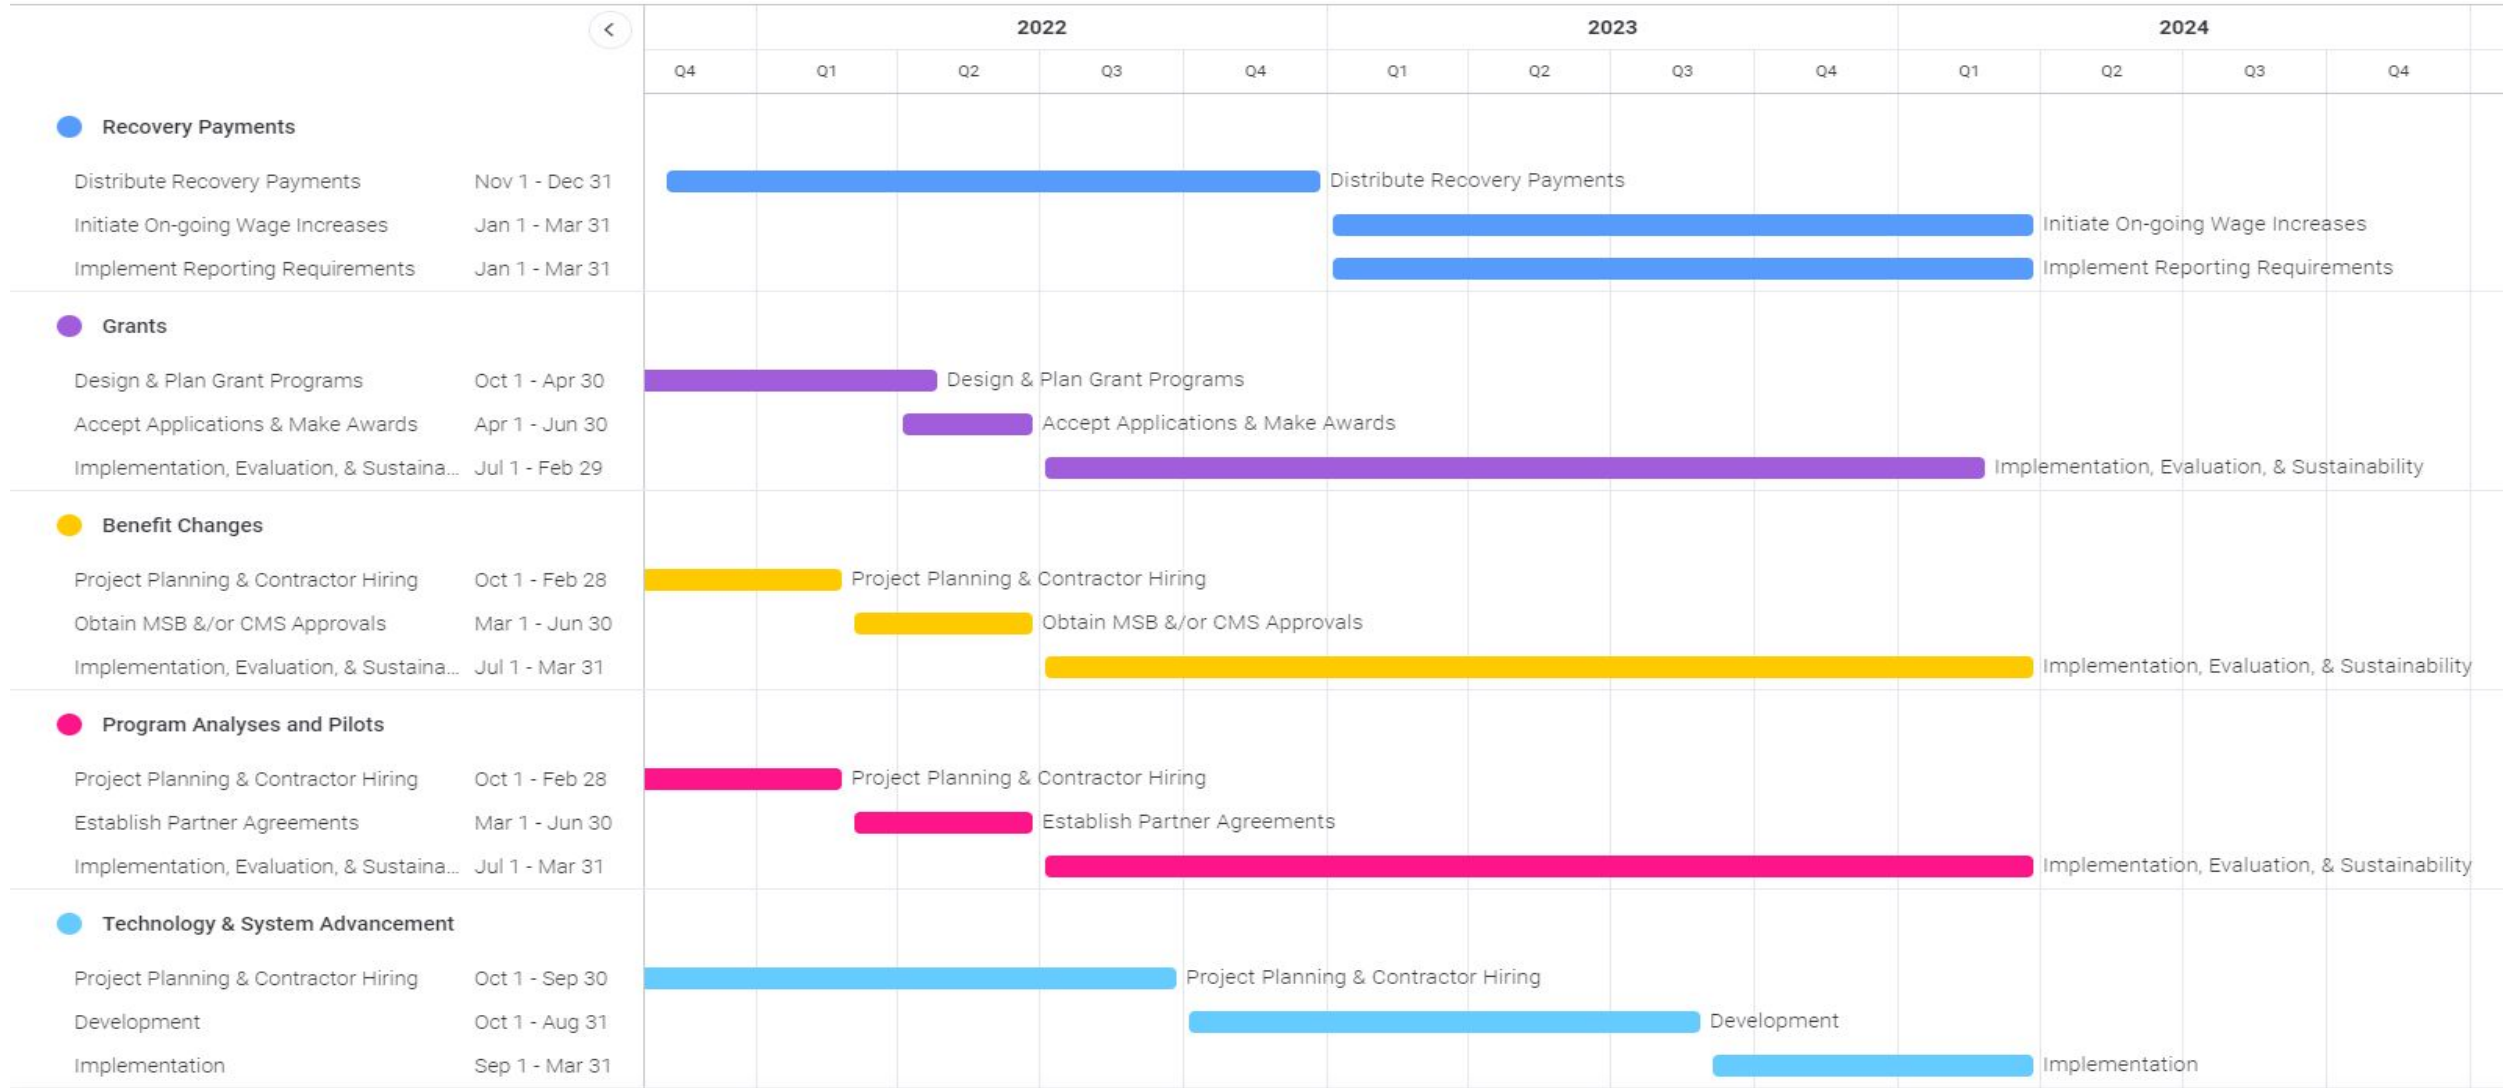 2022 2023 2024
Q4 Q1 Q2 Q3 Q4 Q1 Q2 Q3 Q4 Q1 Q2 Q3 Q4
Recovery Payments
Distribute Recovery Payments Nov 1 - Dec 31 Distribute Recovery Payments
Initiate On-going Wage Increases Jan 1 - Mar 31 Initiate On-going Wage Increases
Implement Reporting Requirements Jan 1 - Mar 31 Implement Reporting Requirements
Grants
Design & Plan Grant Programs Oct 1 - Apr 30 Design & Plan Grant Programs
Accept Applications & Make Awards Apr 1 - Jun 30 Accept Applications & Make Awards
Implementation, Evaluation, & Sustaina... Jul 1 - Feb 29 Implementation, Evaluation, & Sustainability
Benefit Changes
Project Planning & Contractor Hiring Oct 1 - Feb 28 Project Planning & Contractor Hiring
Obtain MSB &/or CMS Approvals Mar 1 - Jun 30 Obtain MSB &/or CMS Approvals
Implementation, Evaluation, & Sustaina... Jul 1 - Mar 31 Implementation, Evaluation, & Sustainability
Program Analyses and Pilots
Project Planning & Contractor Hiring Oct 1 - Feb 28 Project Planning & Contractor Hiring
Establish Partner Agreements Mar 1 - Jun 30 Establish Partner Agreements
Implementation, Evaluation, & Sustaina... Jul 1 - Mar 31 Implementation, Evaluation, & Sustainability
Technology & System Advancement
Project Planning & Contractor Hiring Oct 1 - Sep 30 Project Planning & Contractor Hiring
Development Oct 1 - Aug 31 Development
Implementation Sep 1 - Mar 31 Implementation